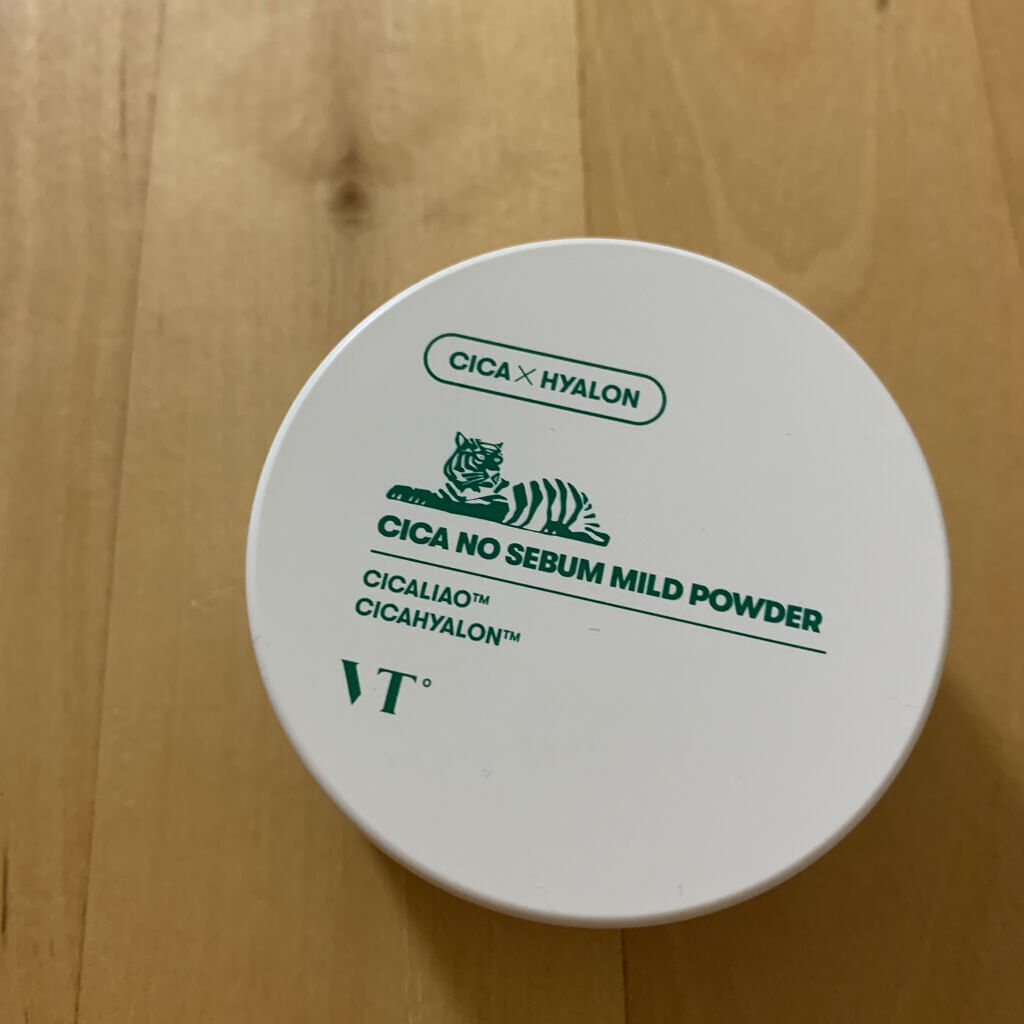 CICA × HYALON
CICA NO SEBUM MILD POWDER
CICALIAO™
CICAHYALON™
VT°